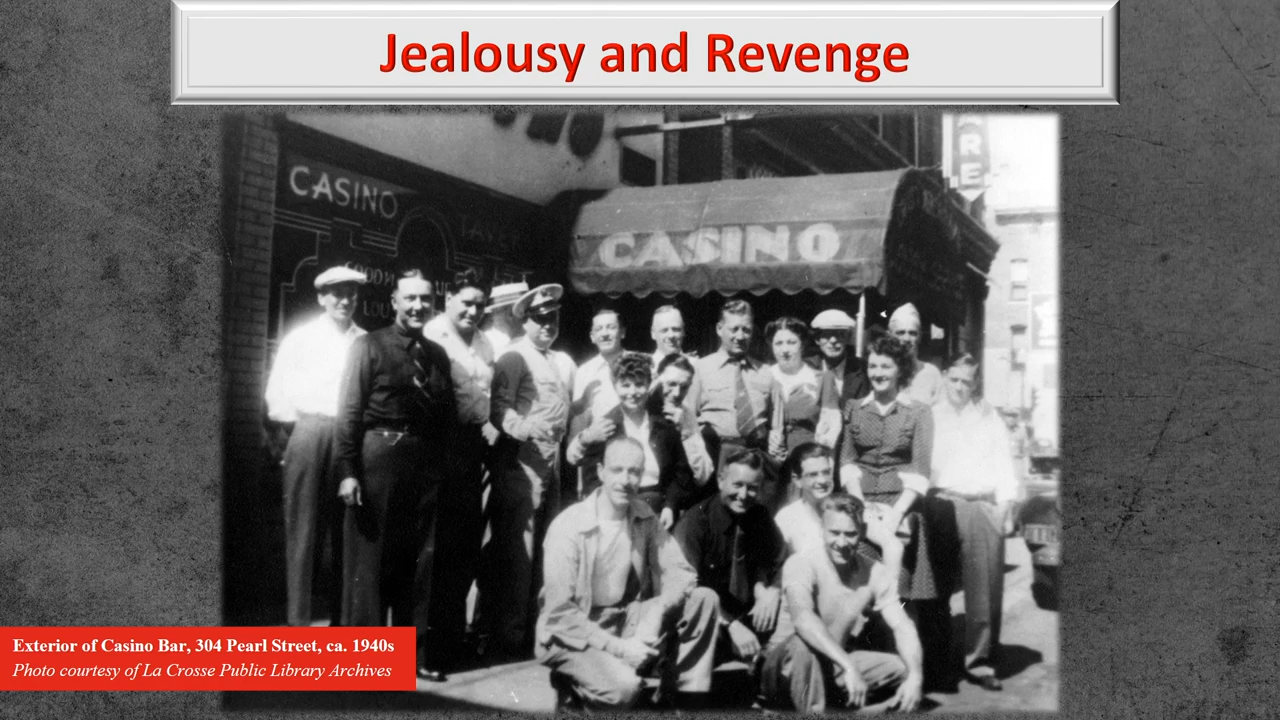 Jealousy and Revenge
CASINO
CASINO
Exterior of Casino Bar, 304 Pearl Street, ca. 1940s
Photo courtesy of La Crosse Public Library Archives